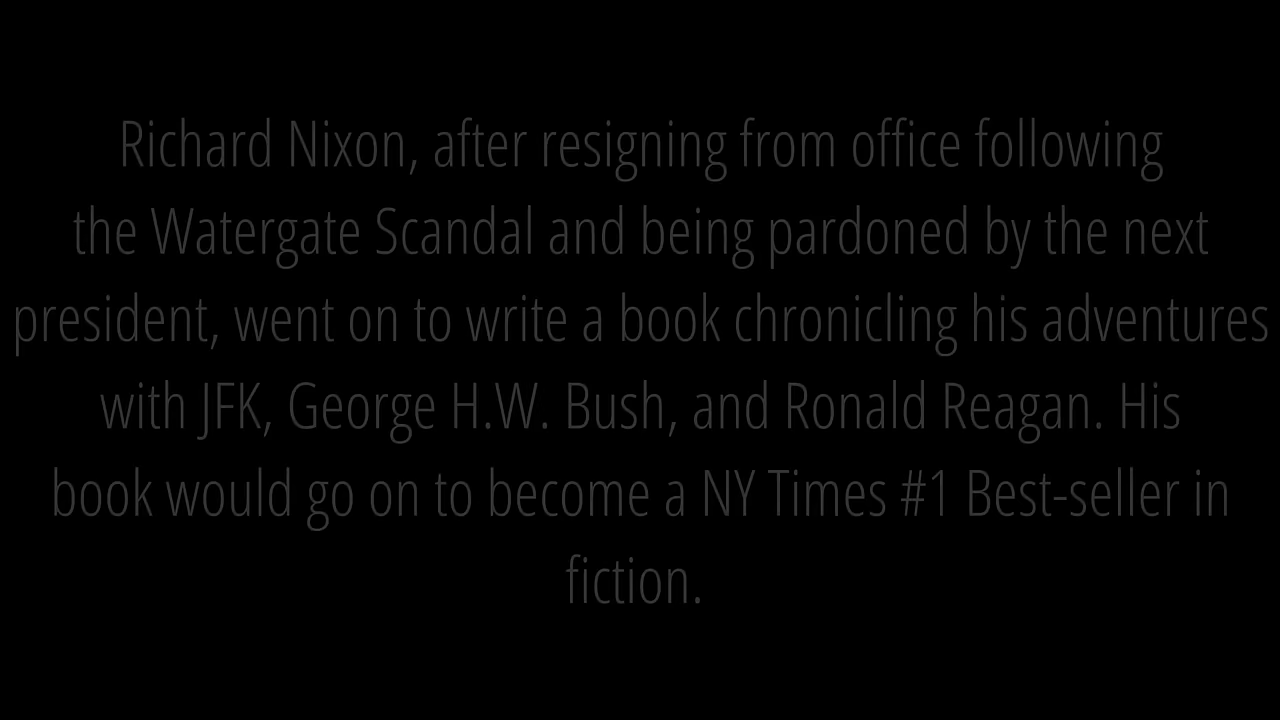 Richard Nixon, after resigning from office following
the Watergate Scandal and being pardoned by the next
president, went on to write a book chronicling his adventures
with JFK, George H.W. Bush, and Ronald Reagan. His
book would go on to become a NY Times #1 Best-seller in
fiction.